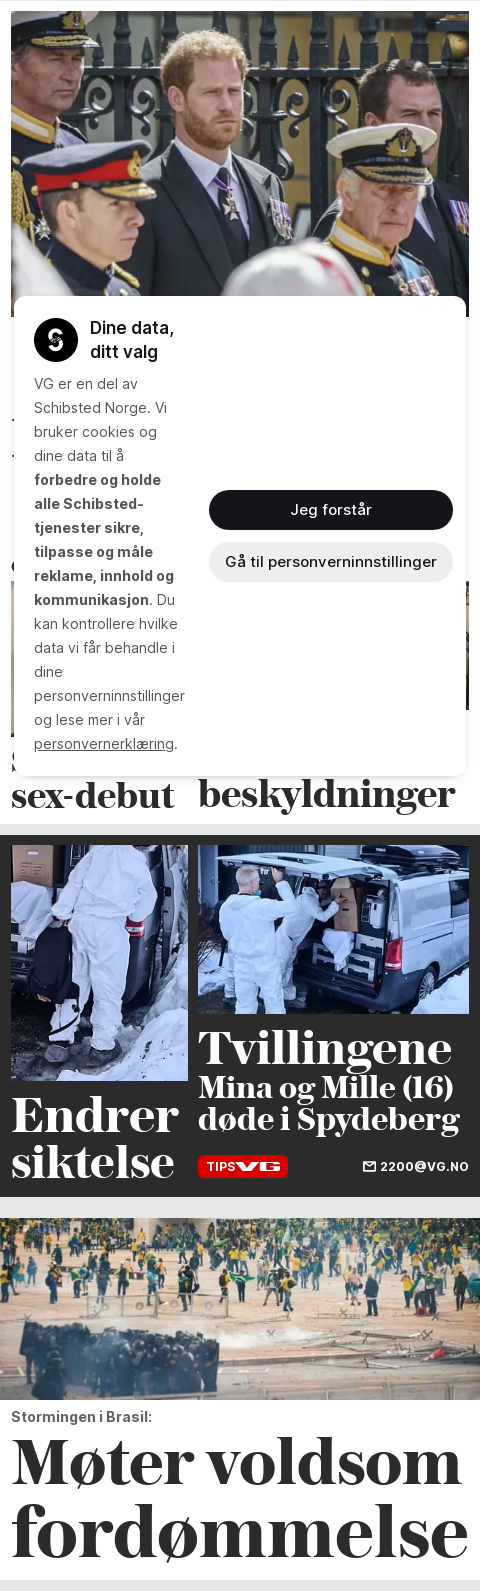 Dine data,
ditt valg
VG er en del av
Schibsted Norge. Vi
bruker cookies og
dine data til å
forbedre og holde
alle Schibsted-
tjenester sikre,
tilpasse og måle
reklame, innhold og
kommunikasjon. Du
kan kontrollere hvilke
data vi får behandle i
dine
personverninnstillinger
og lese mer i vår
personvernerklæring.
Jeg forstår
Gå til personverninnstillinger
sex-debut
beskyldninger
Endrer
siktelse
Tvillingene
Mina og Mille (16)
døde i Spydeberg
TIPS VG
2200@VG.NO
Stormingen i Brasil:
Møter voldsom
fordømmelse